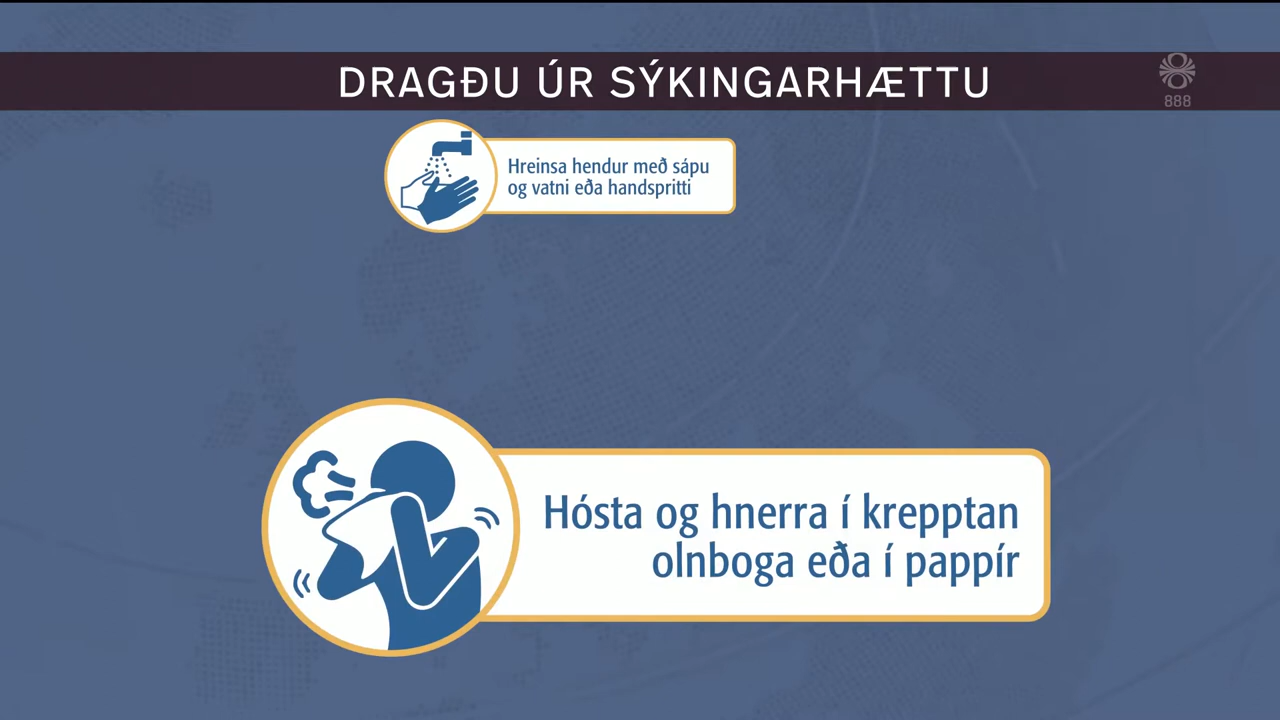 DRAGÐU ÚR SÝKINGARHÆTTU
888
Hreinsa hendur með sápu
og vatni eða handspritti
Hósta og hnerra í krepptan
olnboga eða í pappír